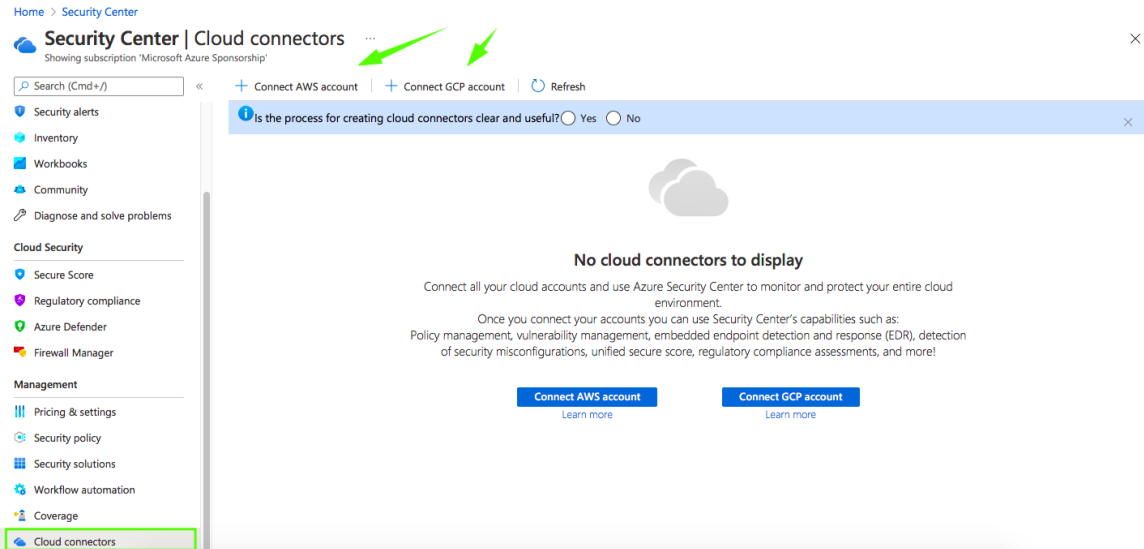 Home > Security Center
Security Center | Cloud connectors ...
Showing subscription 'Microsoft Azure Sponsorship'
Search (Cmd+/)
«
Security alerts
Inventory
Workbooks
Community
Diagnose and solve problems
Cloud Security
Secure Score
Regulatory compliance
Azure Defender
Firewall Manager
Management
Pricing & settings
Security policy
Security solutions
Workflow automation
Coverage
Cloud connectors
+ Connect AWS account + Connect GCP account Refresh
Is the process for creating cloud connectors clear and useful? Yes No
No cloud connectors to display
Connect all your cloud accounts and use Azure Security Center to monitor and protect your entire cloud
environment.
Once you connect your accounts you can use Security Center's capabilities such as:
Policy management, vulnerability management, embedded endpoint detection and response (EDR), detection
of security misconfigurations, unified secure score, regulatory compliance assessments, and more!
Connect AWS account
Learn more
Connect GCP account
Learn more